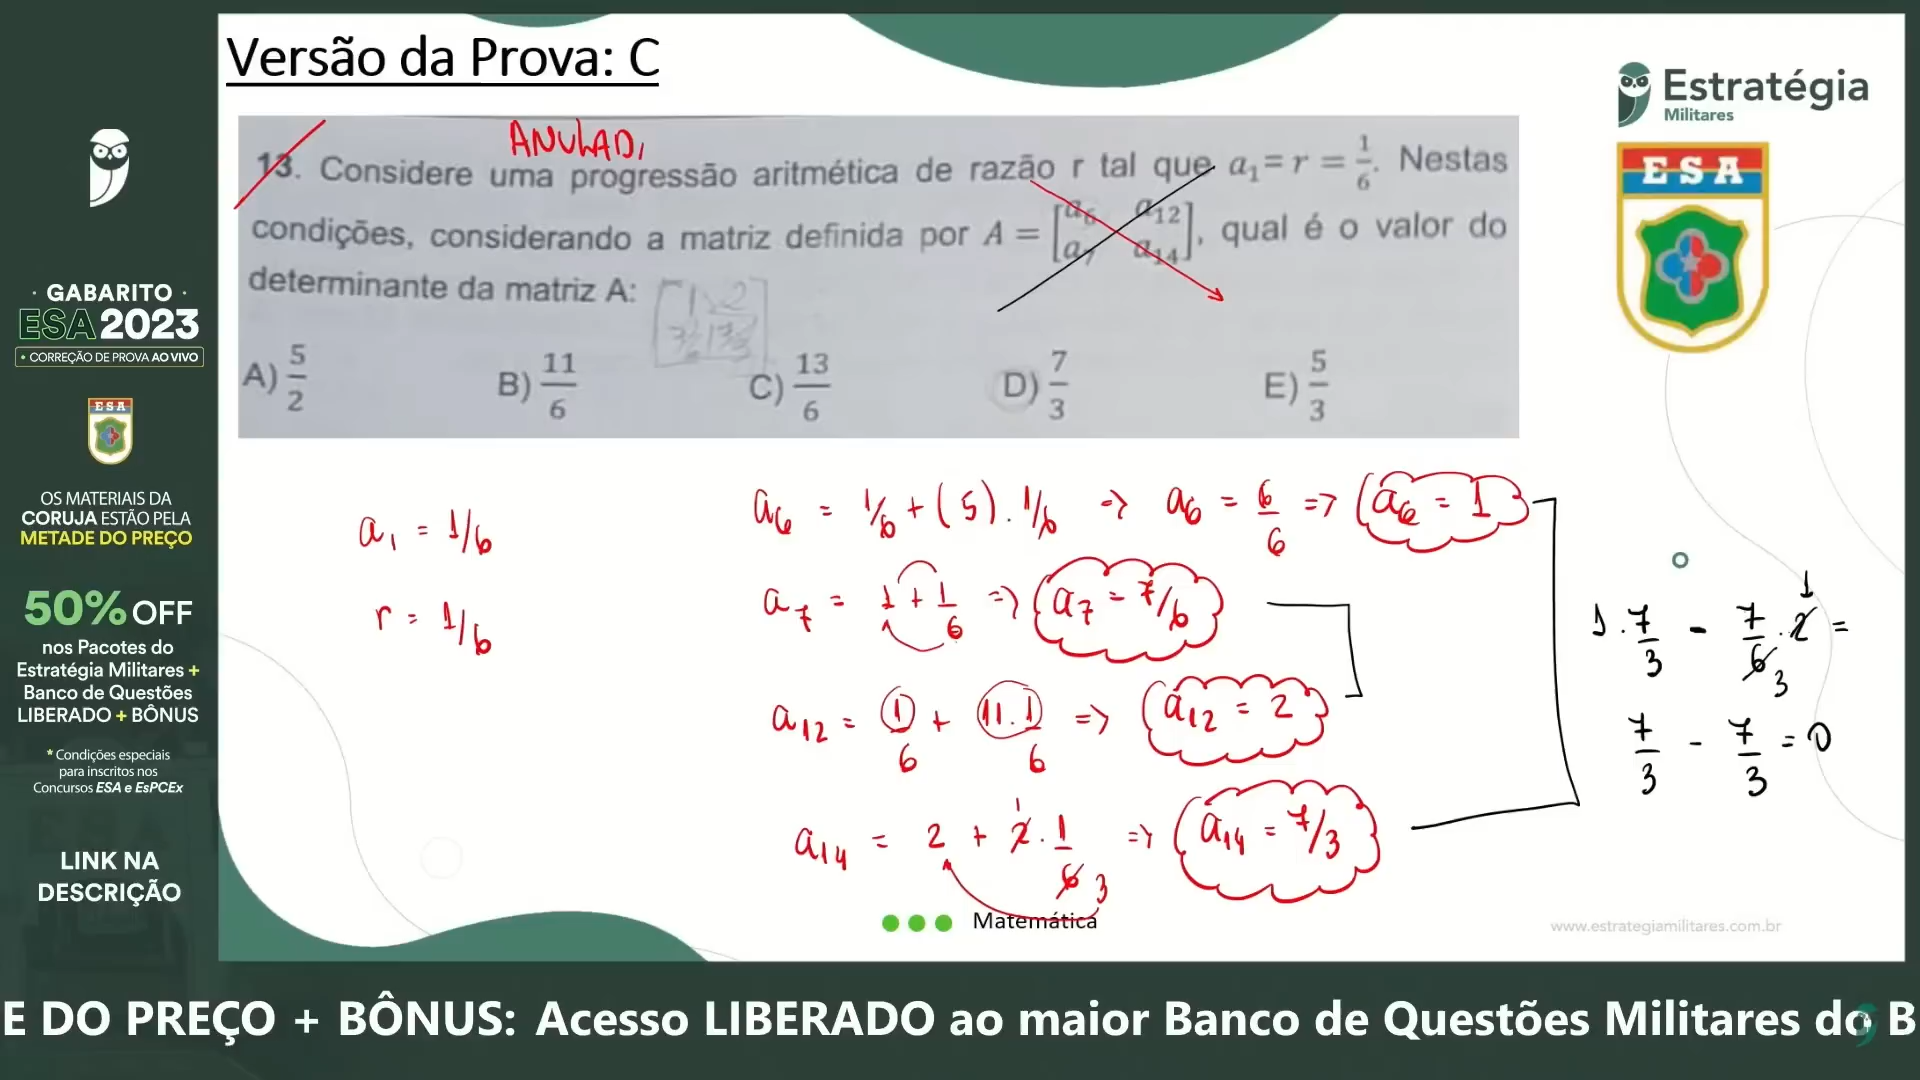 Versão da Prova: C
Estratégia
Militares
ESA
ANULAD
13. Considere uma progressão aritmética de razão r tal que a₁ = r = 1/6. Nestas
condições, considerando a matriz definida por A = [a₆ a₁₂; a₇ a₁₄], qual é o valor do
determinante da matriz A:
A) 5/2 B) 11/6 C) 13/6 D) 7/3 E) 5/3
a₁ = 1/6
r = 1/6
a₆ = 1/6 + (5) . 1/6 => a₆ = 6/6 => a₆ = 1
a₇ = 1 + 1/6 => a₇ = 7/6
a₁₂ = 1/6 + 11.1/6 => a₁₂ = 2
a₁₄ = 2 + 2 . 1/6 1 3 => a₁₄ = 7/3
1 . 7/3 - 7/6 . 2 = 1 3
7/3 - 7/3 = 0
Matemática
www.estrategiamilitares.com.br
· GABARITO ·
ESA 2023
• CORREÇÃO DE PROVA AO VIVO
ESA
OS MATERIAIS DA
CORUJA ESTÃO PELA
METADE DO PREÇO
50% OFF
nos Pacotes do
Estratégia Militares +
Banco de Questões
LIBERADO + BÔNUS
* Condições especiais
para inscritos nos
Concursos ESA e EsPCEx
LINK NA
DESCRIÇÃO
E DO PREÇO + BÔNUS: Acesso LIBERADO ao maior Banco de Questões Militares do B